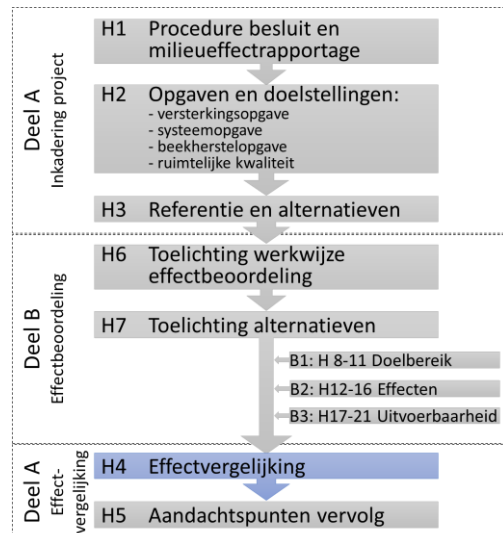 Deel A
Inkadering project
H1 Procedure besluit en
milieueffectrapportage
H2 Opgaven en doelstellingen:
- versterkingsopgave
- systeemopgave
- beekherstelopgave
- ruimtelijke kwaliteit
H3 Referentie en alternatieven
Deel B
Effectbeoordeling
H6 Toelichting werkwijze
effectbeoordeling
H7 Toelichting alternatieven
B1: H 8-11 Doelbereik
B2: H12-16 Effecten
B3: H17-21 Uitvoerbaarheid
Deel A
Effect-
vergelijking
H4 Effectvergelijking
H5 Aandachtspunten vervolg